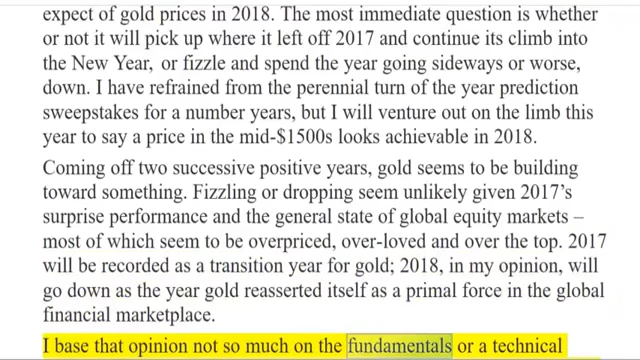 expect of gold prices in 2018. The most immediate question is whether
or not it will pick up where it left off 2017 and continue its climb into
the New Year, or fizzle and spend the year going sideways or worse,
down. I have refrained from the perennial turn of the year prediction
sweepstakes for a number years, but I will venture out on the limb this
year to say a price in the mid-$1500s looks achievable in 2018.
Coming off two successive positive years, gold seems to be building
toward something. Fizzling or dropping seem unlikely given 2017’s
surprise performance and the general state of global equity markets –
most of which seem to be overpriced, over-loved and over the top. 2017
will be recorded as a transition year for gold; 2018, in my opinion, will
go down as the year gold reasserted itself as a primal force in the global
financial marketplace.
I base that opinion not so much on the fundamentals or a technical